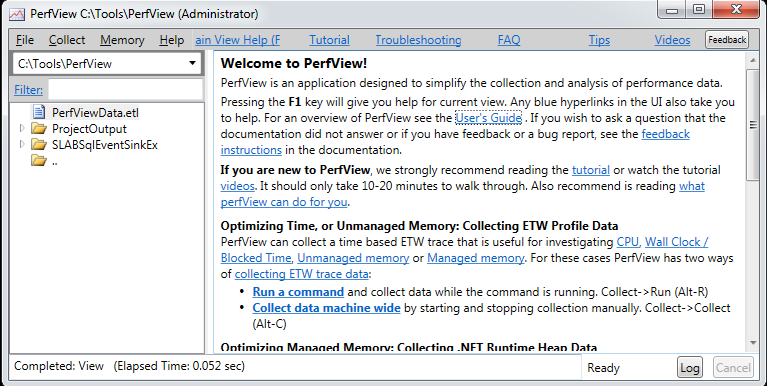 PerfView C:\Tools\PerfView (Administrator)
File Collect Memory Help ain View Help (F Tutorial Troubleshooting FAQ Tips Videos Feedback
C:\Tools\PerfView
Filter:
PerfViewData.etl
ProjectOutput
SLABSqlEventSinkEx
..
Welcome to PerfView!
PerfView is an application designed to simplify the collection and analysis of performance data.
Pressing the F1 key will give you help for current view. Any blue hyperlinks in the UI also take you
to help. For an overview of PerfView see the User's Guide . If you wish to ask a question that the
documentation did not answer or if you have feedback or a bug report, see the feedback
instructions in the documentation.
If you are new to PerfView, we strongly recommend reading the tutorial or watch the tutorial
videos. It should only take 10-20 minutes to walk through. Also recommend is reading what
perfView can do for you.
Optimizing Time, or Unmanaged Memory: Collecting ETW Profile Data
PerfView can collect a time based ETW trace that is useful for investigating CPU, Wall Clock /
Blocked Time, Unmanaged memory or Managed memory. For these cases PerfView has two ways
of collecting ETW trace data:
• Run a command and collect data while the command is running. Collect->Run (Alt-R)
• Collect data machine wide by starting and stopping collection manually. Collect->Collect
(Alt-C)
Optimizing Managed Memory: Collecting .NET Runtime Heap Data
Completed: View (Elapsed Time: 0.052 sec) Ready Log Cancel